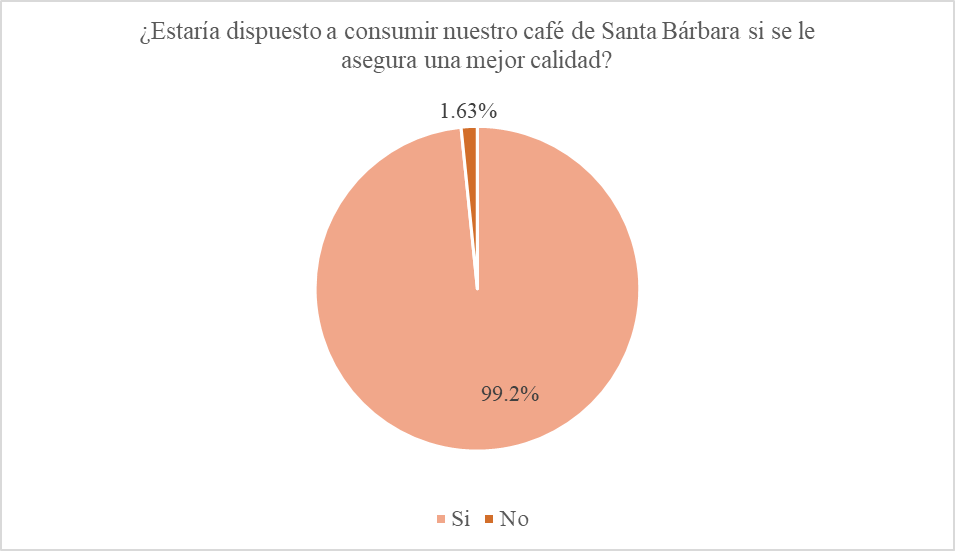 ¿Estaría dispuesto a consumir nuestro café de Santa Bárbara si se le
asegura una mejor calidad?
1.63%
99.2%
Si No